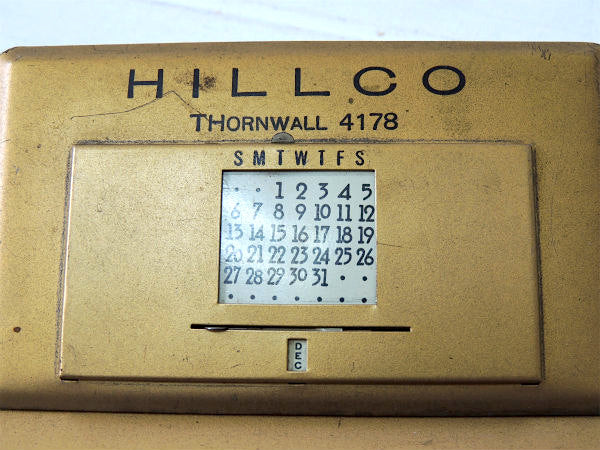 HILLCO
THORNWALL 4178
S M T W T F S
1 2 3 4 5
6 7 8 9 10 11 12
13 14 15 16 17 18 19
20 21 22 23 24 25 26
27 28 29 30 31
DEC